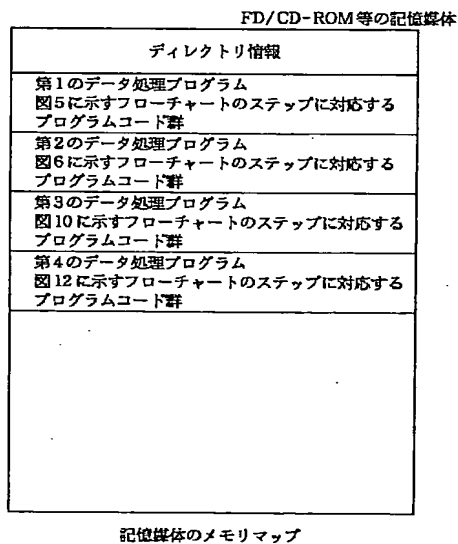 FD/CD-ROM等の記憶媒体
ディレクトリ情報
第1のデータ処理プログラム
図5に示すフローチャートのステップに対応する
プログラムコード群
第2のデータ処理プログラム
図6に示すフローチャートのステップに対応する
プログラムコード群
第3のデータ処理プログラム
図10に示すフローチャートのステップに対応する
プログラムコード群
第4のデータ処理プログラム
図12に示すフローチャートのステップに対応する
プログラムコード群
記憶媒体のメモリマップ